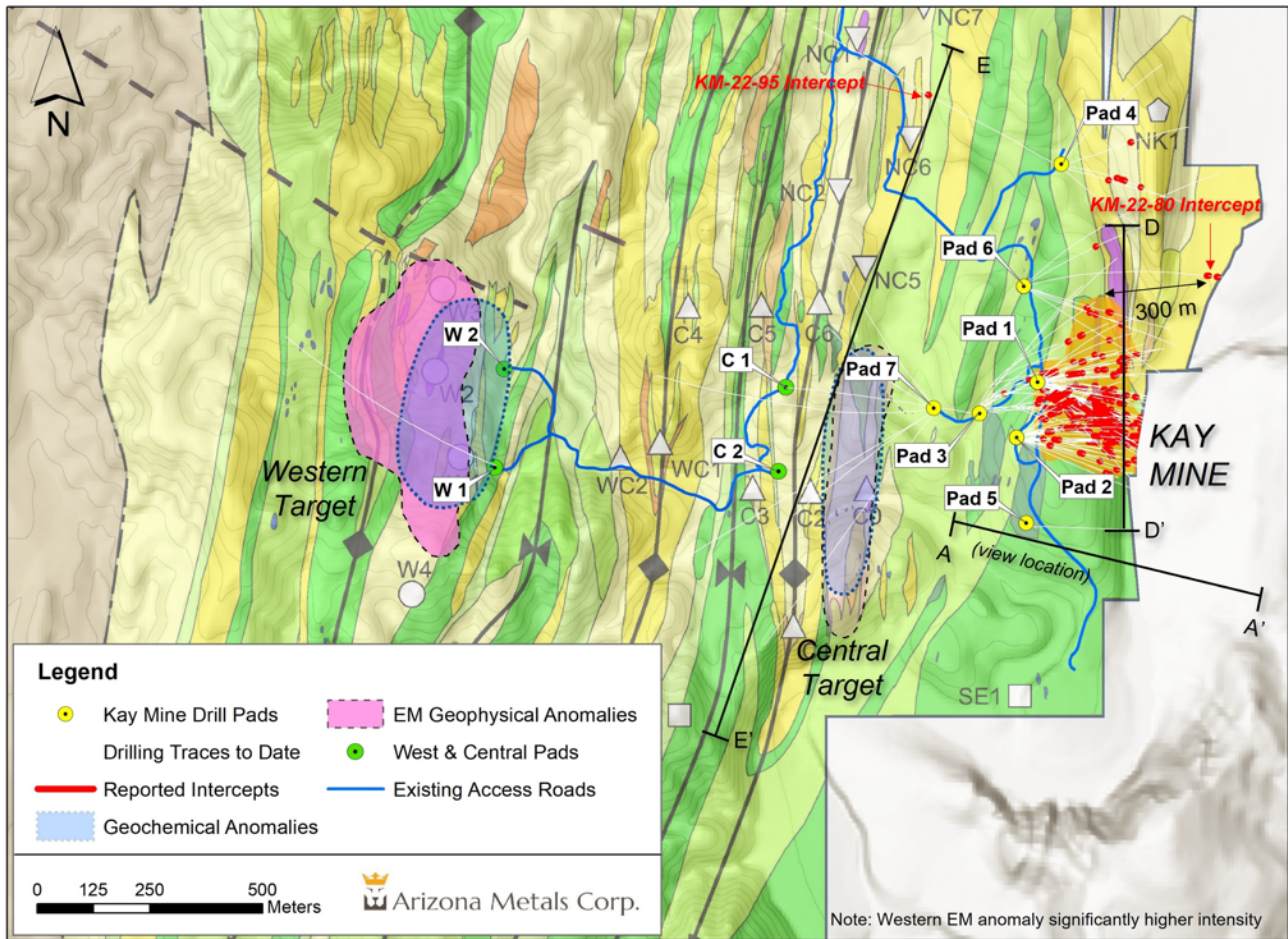 NC7
NC1
E
KM-22-95 Intercept
Pad 4
N
NK1
NC6
NC2
KM-22-80 Intercept
D
Pad 6
NC5
W3
300 m
C4
C5
C6
Pad 1
W 2
C 1
Pad 7
W2
KAY
MINE
Pad 3
Western
Target
WC1
C 2
W 1
WC2
Pad 2
C3
C2
C0
Pad 5
D'
A
(view location)
W4
A'
Central
Target
SE1
E'
Legend
Kay Mine Drill Pads
EM Geophysical Anomalies
Drilling Traces to Date
West & Central Pads
Reported Intercepts
Existing Access Roads
Geochemical Anomalies
0 125 250 500
Meters
Arizona Metals Corp.
Note: Western EM anomaly significantly higher intensity